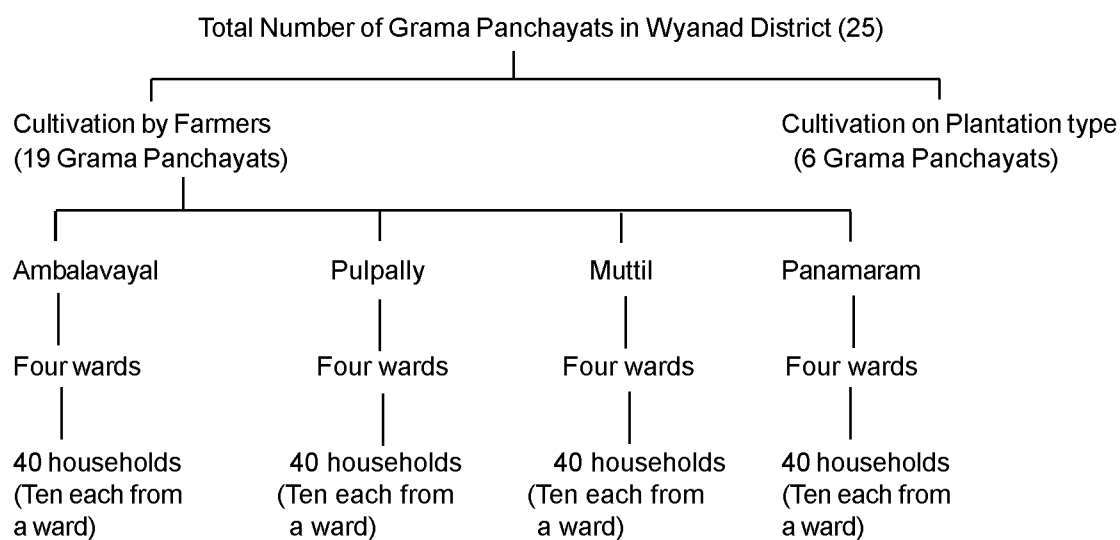 Total Number of Grama Panchayats in Wyanad District (25)
Cultivation by Farmers
(19 Grama Panchayats)
Cultivation on Plantation type
(6 Grama Panchayats)
Ambalavayal
Pulpally
Muttil
Panamaram
Four wards
Four wards
Four wards
Four wards
40 households
(Ten each from
a ward)
40 households
(Ten each from
a ward)
40 households
(Ten each from
a ward)
40 households
(Ten each from
a ward)